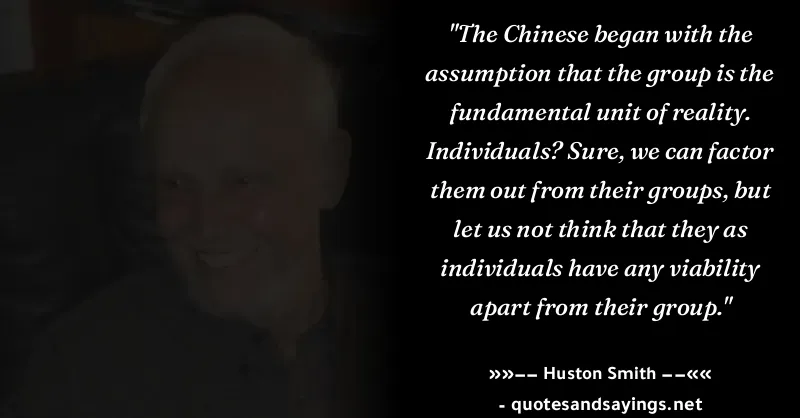 "The Chinese began with the
assumption that the group is the
fundamental unit of reality.
Individuals? Sure, we can factor
them out from their groups, but
let us not think that they as
individuals have any viability
apart from their group."
»»−− Huston Smith −−««
- quotesandsayings.net